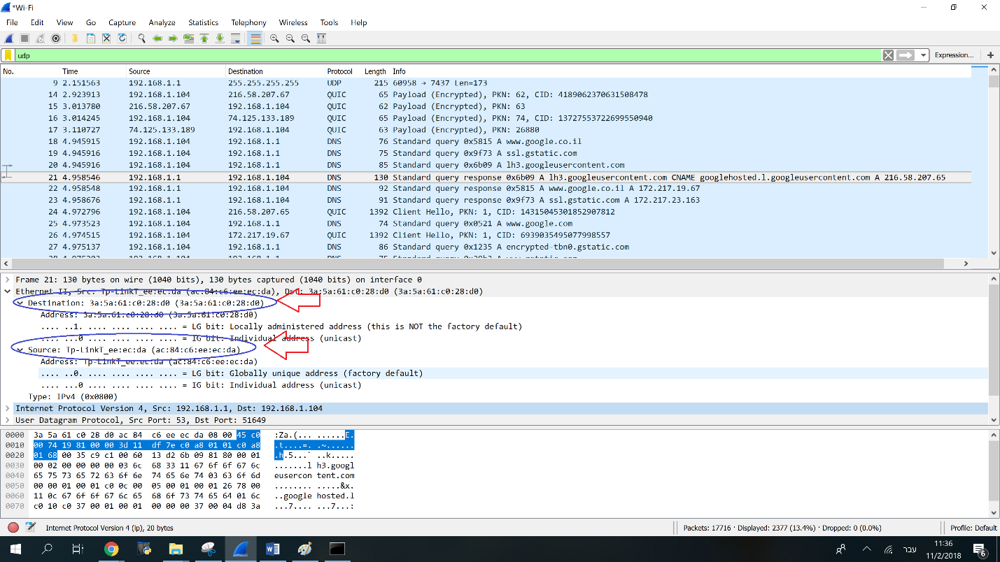 *Wi-Fi
File Edit View Go Capture Analyze Statistics Telephony Wireless Tools Help
udp Expression... +
No. Time Source Destination Protocol Length Info
9 2.151563 192.168.1.1 255.255.255.255 UDP 215 60958 → 7437 Len=173
14 2.923913 192.168.1.104 216.58.207.67 QUIC 65 Payload (Encrypted), PKN: 62, CID: 4189062370631508478
15 3.013780 216.58.207.67 192.168.1.104 QUIC 62 Payload (Encrypted), PKN: 63
16 3.014245 192.168.1.104 74.125.133.189 QUIC 65 Payload (Encrypted), PKN: 74, CID: 13727553722699550940
17 3.110727 74.125.133.189 192.168.1.104 QUIC 63 Payload (Encrypted), PKN: 26880
18 4.945915 192.168.1.104 192.168.1.1 DNS 76 Standard query 0x5815 A www.google.co.il
19 4.945916 192.168.1.104 192.168.1.1 DNS 75 Standard query 0x9f73 A ssl.gstatic.com
20 4.945916 192.168.1.104 192.168.1.1 DNS 85 Standard query 0x6b09 A lh3.googleusercontent.com
21 4.958546 192.168.1.1 192.168.1.104 DNS 130 Standard query response 0x6b09 A lh3.googleusercontent.com CNAME googlehosted.l.googleusercontent.com A 216.58.207.65
22 4.958548 192.168.1.1 192.168.1.104 DNS 92 Standard query response 0x5815 A www.google.co.il A 172.217.19.67
23 4.958676 192.168.1.1 192.168.1.104 DNS 91 Standard query response 0x9f73 A ssl.gstatic.com A 172.217.23.163
24 4.972796 192.168.1.104 216.58.207.65 QUIC 1392 Client Hello, PKN: 1, CID: 14315045301852907812
25 4.973523 192.168.1.104 192.168.1.1 DNS 74 Standard query 0x0521 A www.google.com
26 4.974515 192.168.1.104 172.217.19.67 QUIC 1392 Client Hello, PKN: 1, CID: 6939035495077998557
27 4.975137 192.168.1.104 192.168.1.1 DNS 86 Standard query 0x1235 A encrypted-tbn0.gstatic.com
Frame 21: 130 bytes on wire (1040 bits), 130 bytes captured (1040 bits) on interface 0
Ethernet II, Src: Tp-LinkT_ee:ec:da (ac:84:c6:ee:ec:da), Dst: 3a:5a:61:c0:28:d0 (3a:5a:61:c0:28:d0)
Destination: 3a:5a:61:c0:28:d0 (3a:5a:61:c0:28:d0)
Address: 3a:5a:61:c0:28:d0 (3a:5a:61:c0:28:d0)
.... ..1. .... .... .... .... = LG bit: Locally administered address (this is NOT the factory default)
.... ...0 .... .... .... .... = IG bit: Individual address (unicast)
Source: Tp-LinkT_ee:ec:da (ac:84:c6:ee:ec:da)
Address: Tp-LinkT_ee:ec:da (ac:84:c6:ee:ec:da)
.... ..0. .... .... .... .... = LG bit: Globally unique address (factory default)
.... ...0 .... .... .... .... = IG bit: Individual address (unicast)
Type: IPv4 (0x0800)
Internet Protocol Version 4, Src: 192.168.1.1, Dst: 192.168.1.104
User Datagram Protocol, Src Port: 53, Dst Port: 51649
0000 3a 5a 61 c0 28 d0 ac 84 c6 ee ec da 08 00 45 c0 :Za.(... ......E.
0010 00 74 19 81 00 00 3d 11 df 7e c0 a8 01 01 c0 a8 .t....=. .~......
0020 01 68 00 35 c9 c1 00 60 13 d2 6b 09 81 80 00 01 .h.5...` ..k.....
0030 00 02 00 00 00 00 03 6c 68 33 11 67 6f 6f 67 6c .......l h3.googl
0040 65 75 73 65 72 63 6f 6e 74 65 6e 74 03 63 6f 6d eusercon tent.com
0050 00 00 01 00 01 c0 0c 00 05 00 01 00 01 26 78 00 ........ .....&x.
0060 11 0c 67 6f 6f 67 6c 65 68 6f 73 74 65 64 01 6c ..google hosted.l
0070 c0 10 c0 37 00 01 00 01 00 00 00 37 00 04 d8 3a ...7.... ...7...:
Internet Protocol Version 4 (ip), 20 bytes Packets: 17716 · Displayed: 2377 (13.4%) · Dropped: 0 (0.0%) Profile: Default
עבר 11:36
11/2/2018 6